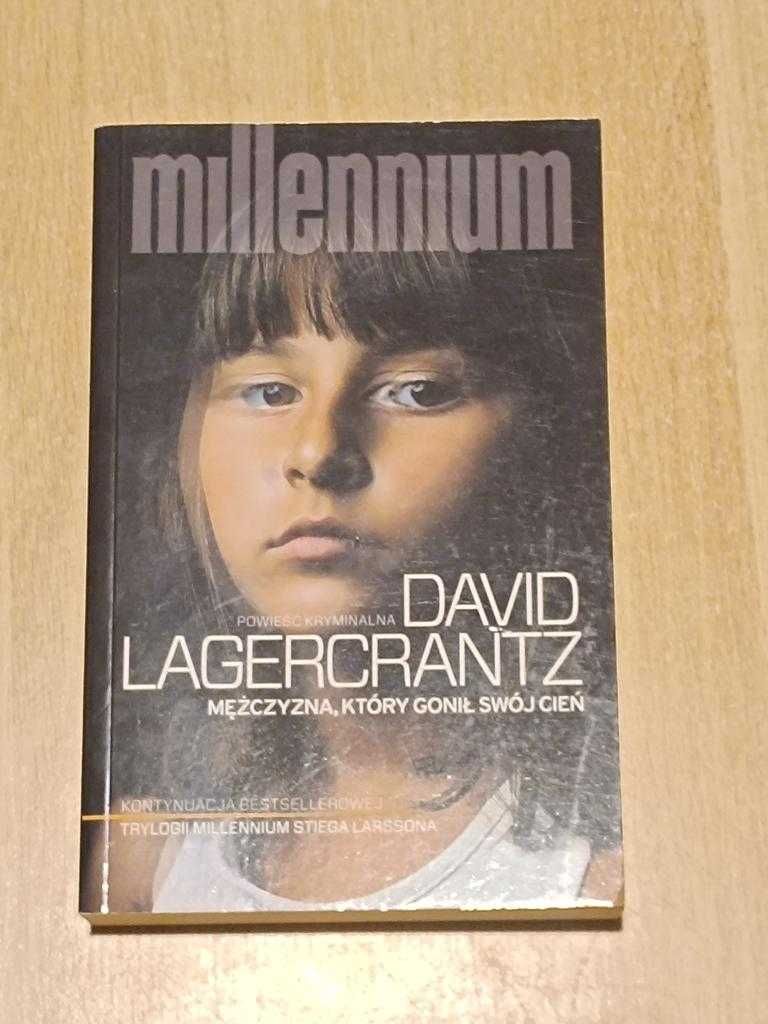 millennium
POWIEŚĆ KRYMINALNA DAVID
LAGERCRANTZ
MĘŻCZYZNA, KTÓRY GONIŁ SWÓJ CIEŃ
KONTYNUACJA BESTSELLEROWEJ
TRYLOGII MILLENNIUM STIEGA LARSSONA